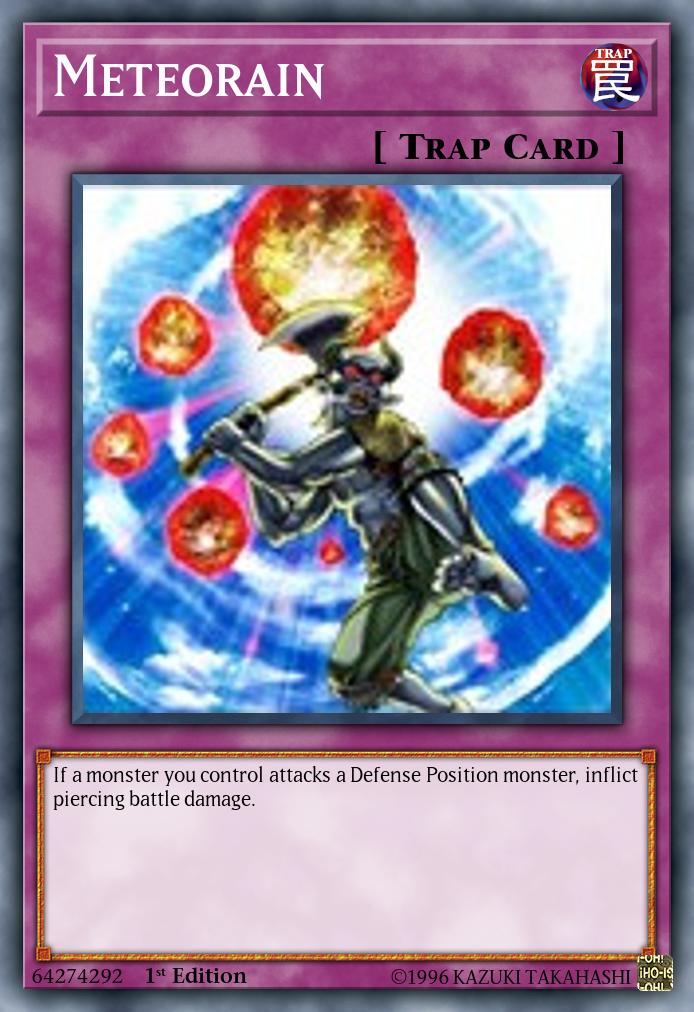 METEORAIN
TRAP
罠
[ TRAP CARD ]
If a monster you control attacks a Defense Position monster, inflict
piercing battle damage.
64274292 1st Edition ©1996 KAZUKI TAKAHASHI